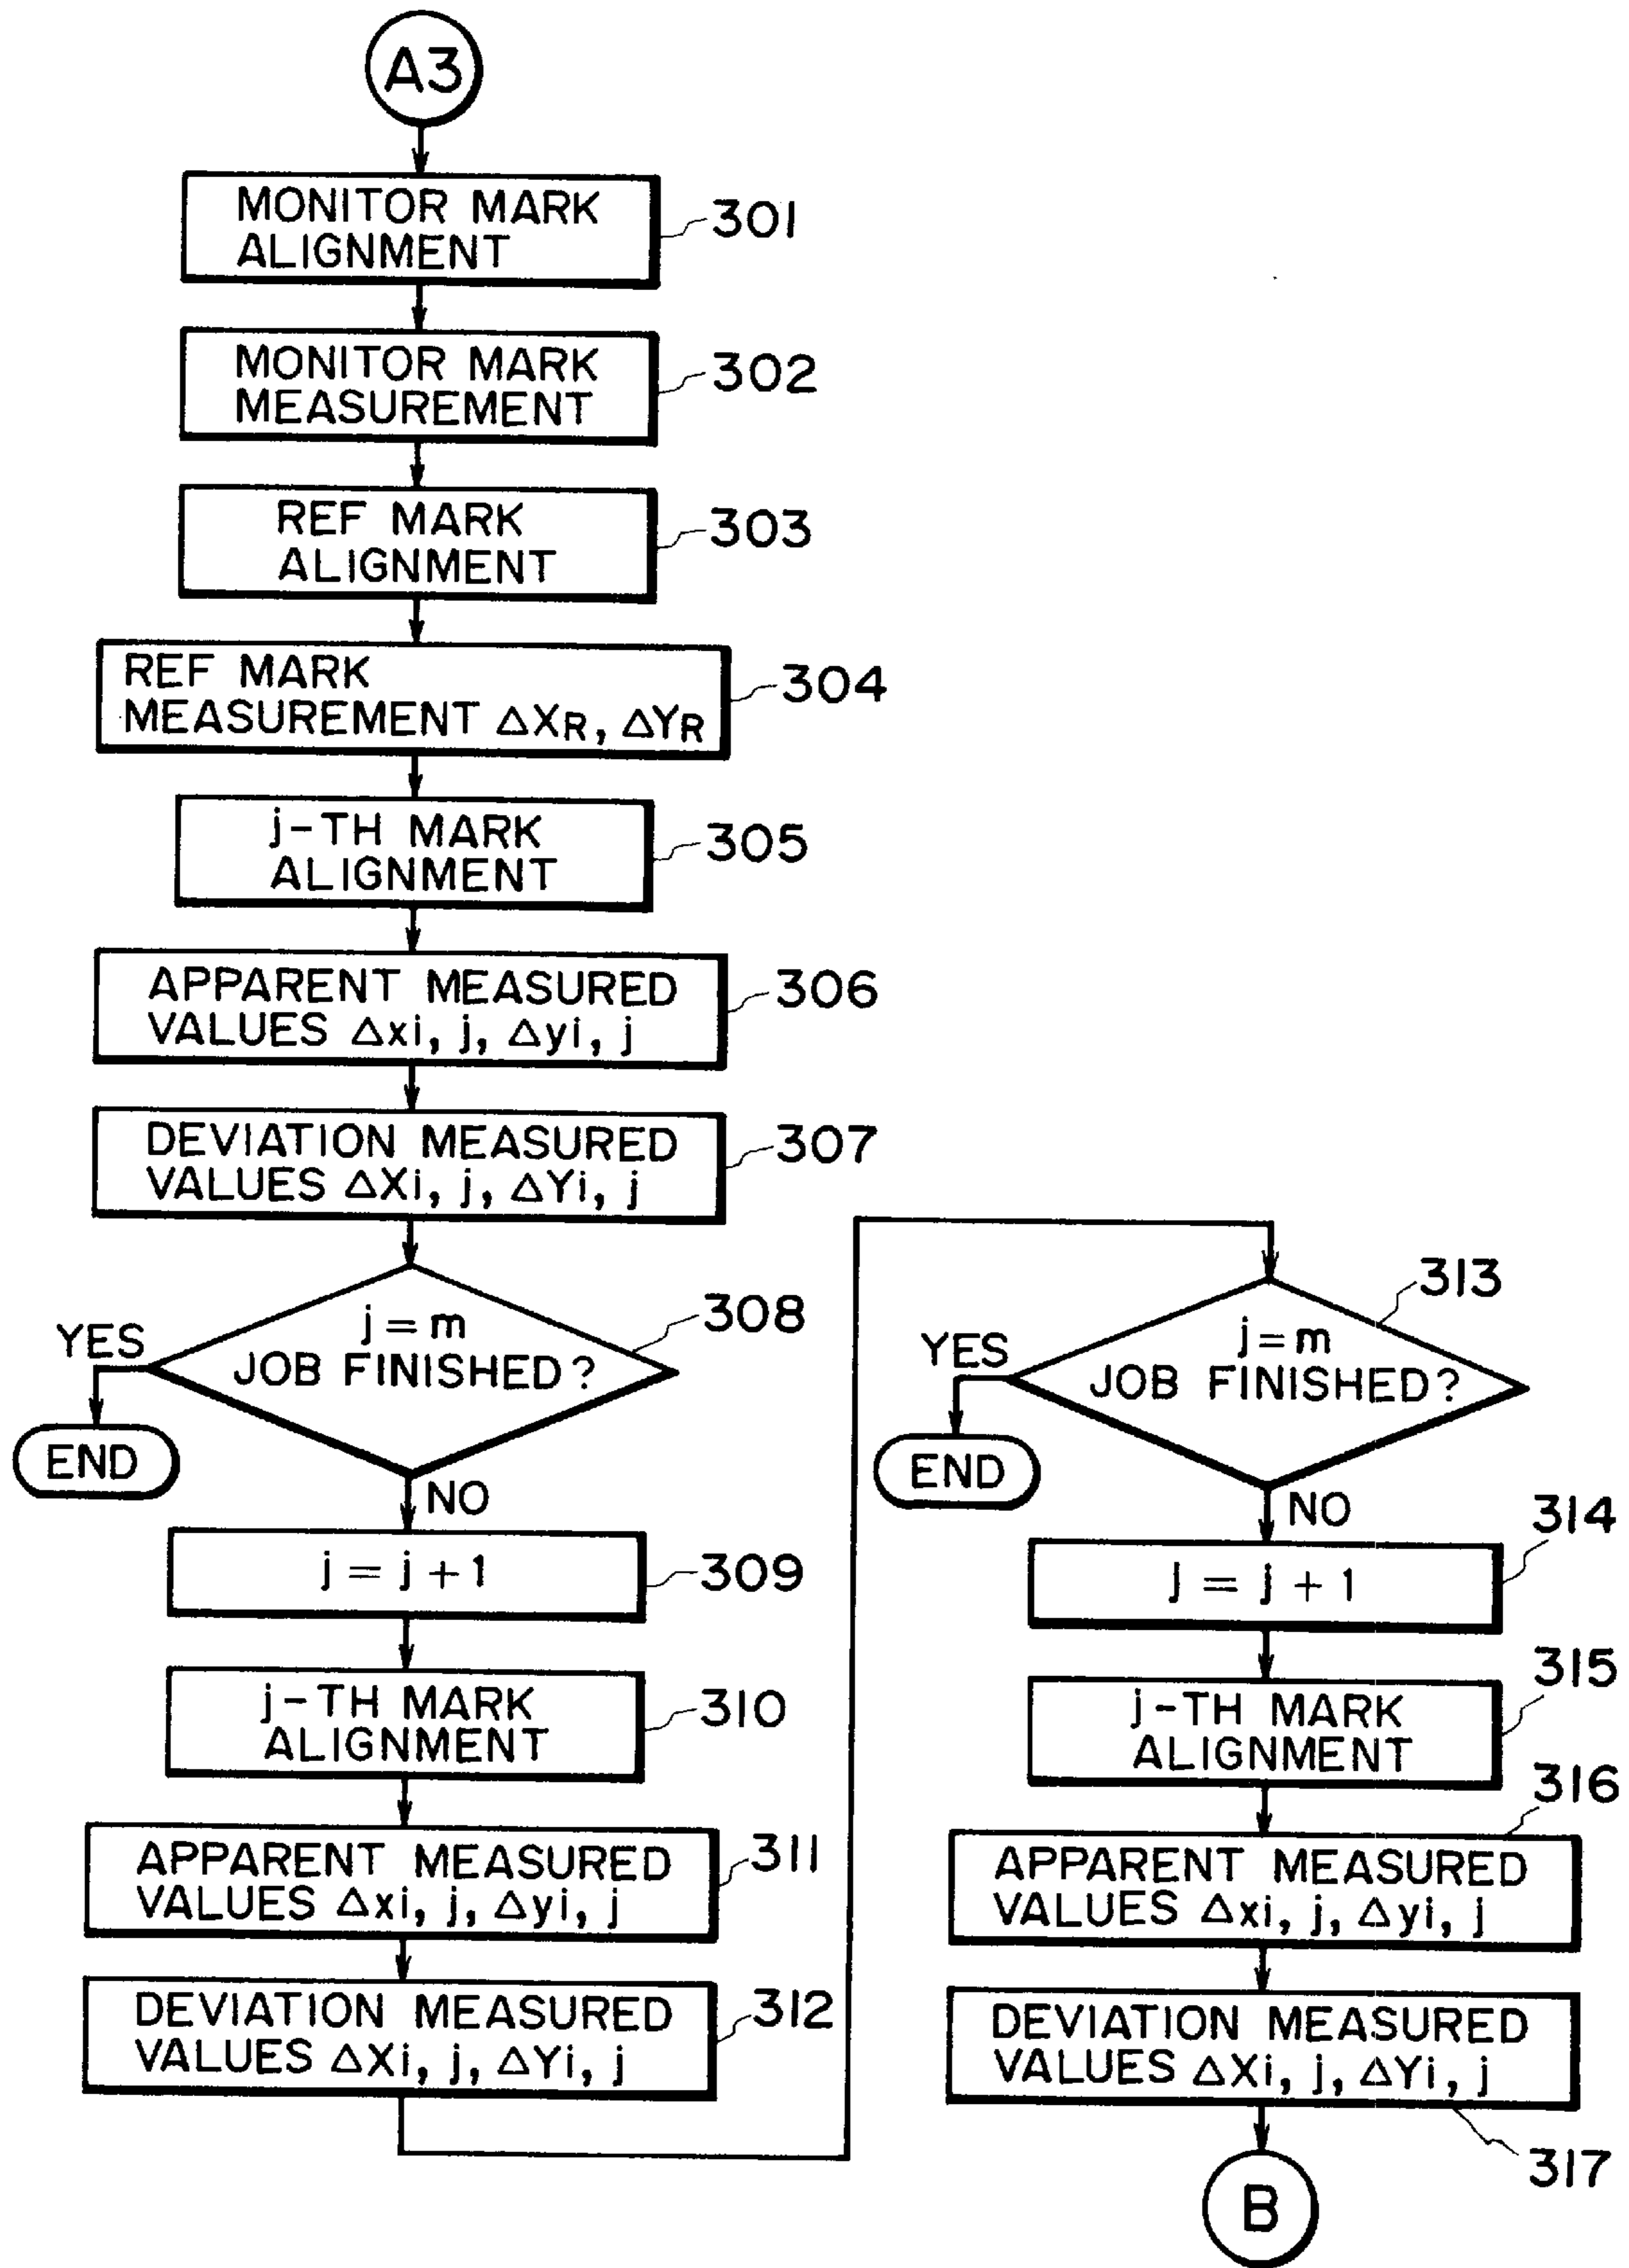 A3
MONITOR MARK
ALIGNMENT
301
MONITOR MARK
MEASUREMENT
302
REF MARK
ALIGNMENT
303
REF MARK
MEASUREMENT ΔXR, ΔYR
304
j-TH MARK
ALIGNMENT
305
APPARENT MEASURED
VALUES Δxi, j, Δyi, j
306
DEVIATION MEASURED
VALUES ΔXi, j, ΔYi, j
307
j=m
JOB FINISHED?
308
YES
END
NO
j = j + 1
309
j-TH MARK
ALIGNMENT
310
APPARENT MEASURED
VALUES Δxi, j, Δyi, j
311
DEVIATION MEASURED
VALUES ΔXi, j, ΔYi, j
312
j=m
JOB FINISHED?
313
YES
END
NO
j = j + 1
314
j-TH MARK
ALIGNMENT
315
APPARENT MEASURED
VALUES Δxi, j, Δyi, j
316
DEVIATION MEASURED
VALUES ΔXi, j, ΔYi, j
317
B